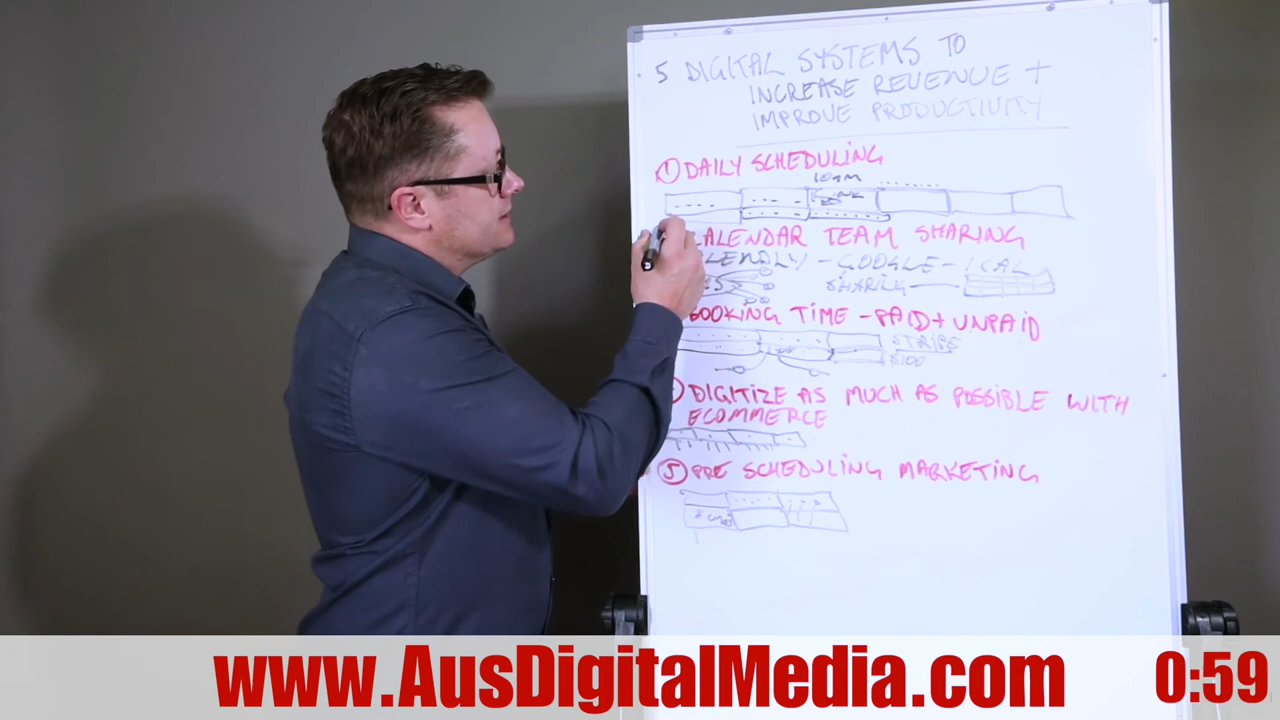 5 DIGITAL SYSTEMS TO
INCREASE REVENUE +
IMPROVE PRODUCTIVITY
① DAILY SCHEDULING
10AM
CALENDAR TEAM SHARING
- GOOGLE - ICAL
SHARING
BOOKING TIME - PAID + UNPAID
STRIPE
$100
DIGITIZE AS MUCH AS POSSIBLE WITH
ECOMMERCE
⑤ PRE SCHEDULING MARKETING
www.AusDigitalMedia.com
0:59